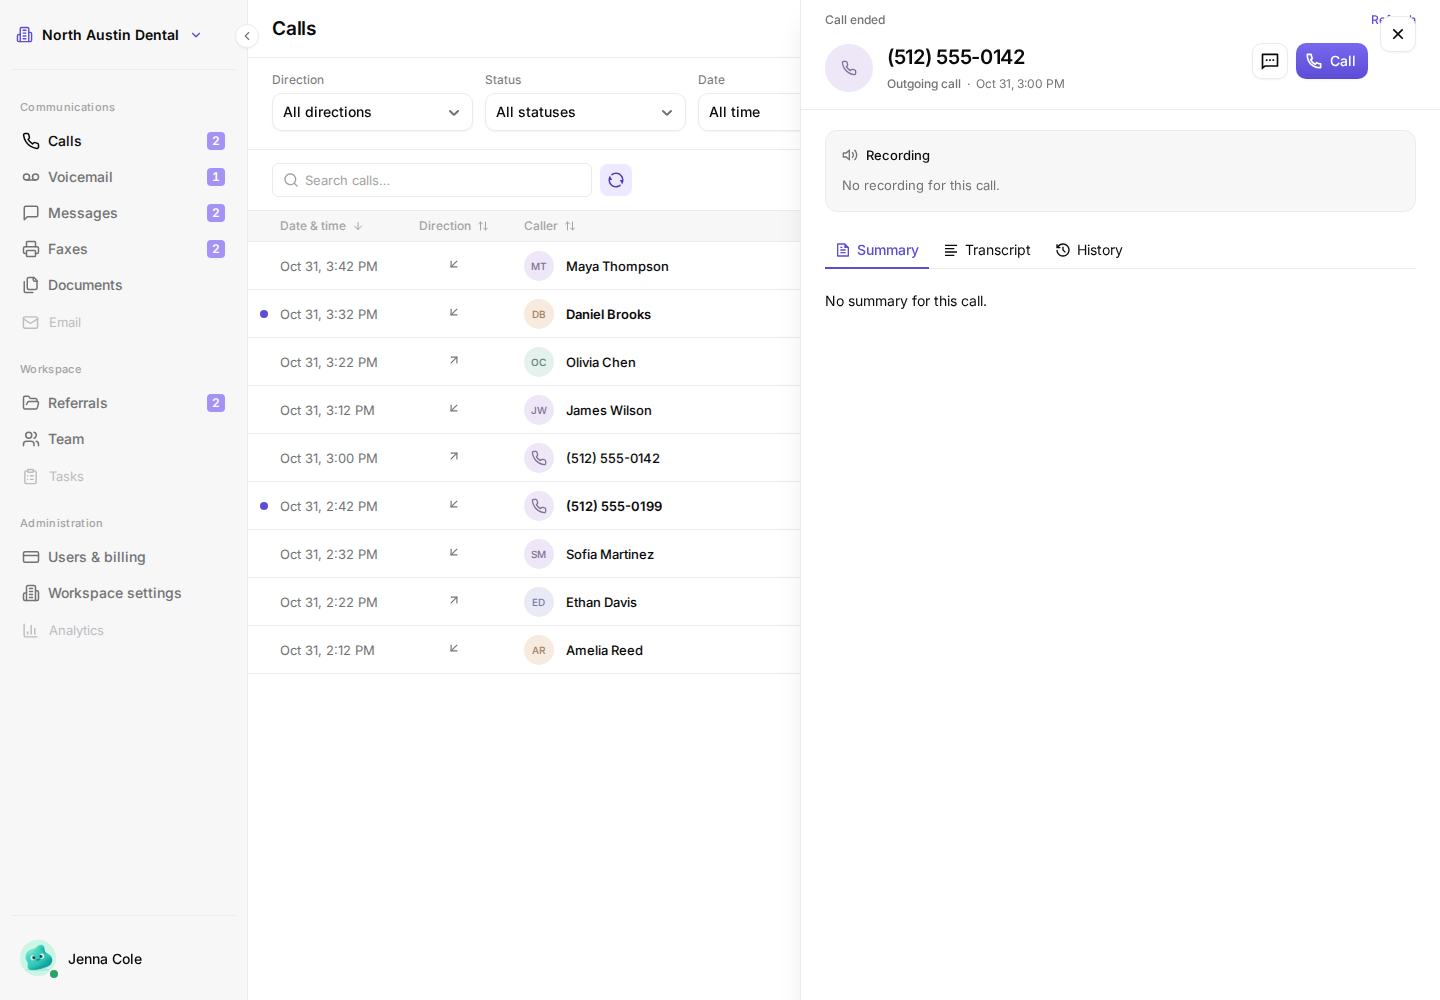 North Austin Dental
Communications
Calls 2
Voicemail 1
Messages 2
Faxes 2
Documents
Email
Workspace
Referrals 2
Team
Tasks
Administration
Users & billing
Workspace settings
Analytics
Jenna Cole
Calls
Direction
All directions
Status
All statuses
Date
All time
Search calls...
Date & time Direction Caller
Oct 31, 3:42 PM MT Maya Thompson
Oct 31, 3:32 PM DB Daniel Brooks
Oct 31, 3:22 PM OC Olivia Chen
Oct 31, 3:12 PM JW James Wilson
Oct 31, 3:00 PM (512) 555-0142
Oct 31, 2:42 PM (512) 555-0199
Oct 31, 2:32 PM SM Sofia Martinez
Oct 31, 2:22 PM ED Ethan Davis
Oct 31, 2:12 PM AR Amelia Reed
Call ended
(512) 555-0142
Outgoing call · Oct 31, 3:00 PM
Call
Recording
No recording for this call.
Summary Transcript History
No summary for this call.